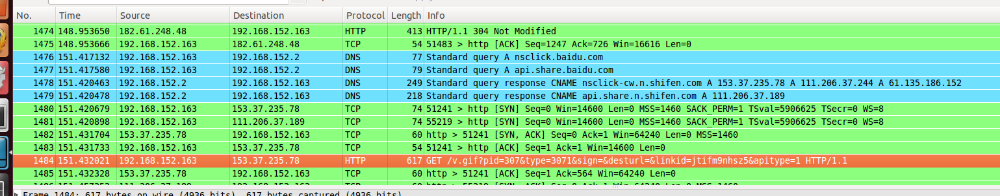 No. Time Source Destination Protocol Length Info
1474 148.953650 182.61.248.48 192.168.152.163 HTTP 413 HTTP/1.1 304 Not Modified
1475 148.953666 192.168.152.163 182.61.248.48 TCP 54 51483 > http [ACK] Seq=1247 Ack=726 Win=16616 Len=0
1476 151.417132 192.168.152.163 192.168.152.2 DNS 77 Standard query A nsclick.baidu.com
1477 151.417580 192.168.152.163 192.168.152.2 DNS 79 Standard query A api.share.baidu.com
1478 151.420463 192.168.152.2 192.168.152.163 DNS 249 Standard query response CNAME nsclick-cw.n.shifen.com A 153.37.235.78 A 111.206.37.244 A 61.135.186.152
1479 151.420478 192.168.152.2 192.168.152.163 DNS 218 Standard query response CNAME api.share.n.shifen.com A 111.206.37.189
1480 151.420679 192.168.152.163 153.37.235.78 TCP 74 51241 > http [SYN] Seq=0 Win=14600 Len=0 MSS=1460 SACK_PERM=1 TSval=5906625 TSecr=0 WS=8
1481 151.420898 192.168.152.163 111.206.37.189 TCP 74 55219 > http [SYN] Seq=0 Win=14600 Len=0 MSS=1460 SACK_PERM=1 TSval=5906625 TSecr=0 WS=8
1482 151.431704 153.37.235.78 192.168.152.163 TCP 60 http > 51241 [SYN, ACK] Seq=0 Ack=1 Win=64240 Len=0 MSS=1460
1483 151.431733 192.168.152.163 153.37.235.78 TCP 54 51241 > http [ACK] Seq=1 Ack=1 Win=14600 Len=0
1484 151.432021 192.168.152.163 153.37.235.78 HTTP 617 GET /v.gif?pid=307&type=3071&sign=&desturl=&linkid=jtifm9nhsz5&apitype=1 HTTP/1.1
1485 151.432328 153.37.235.78 192.168.152.163 TCP 60 http > 51241 [ACK] Seq=1 Ack=564 Win=64240 Len=0
Frame 1484: 617 bytes on wire (4936 bits), 617 bytes captured (4936 bits)